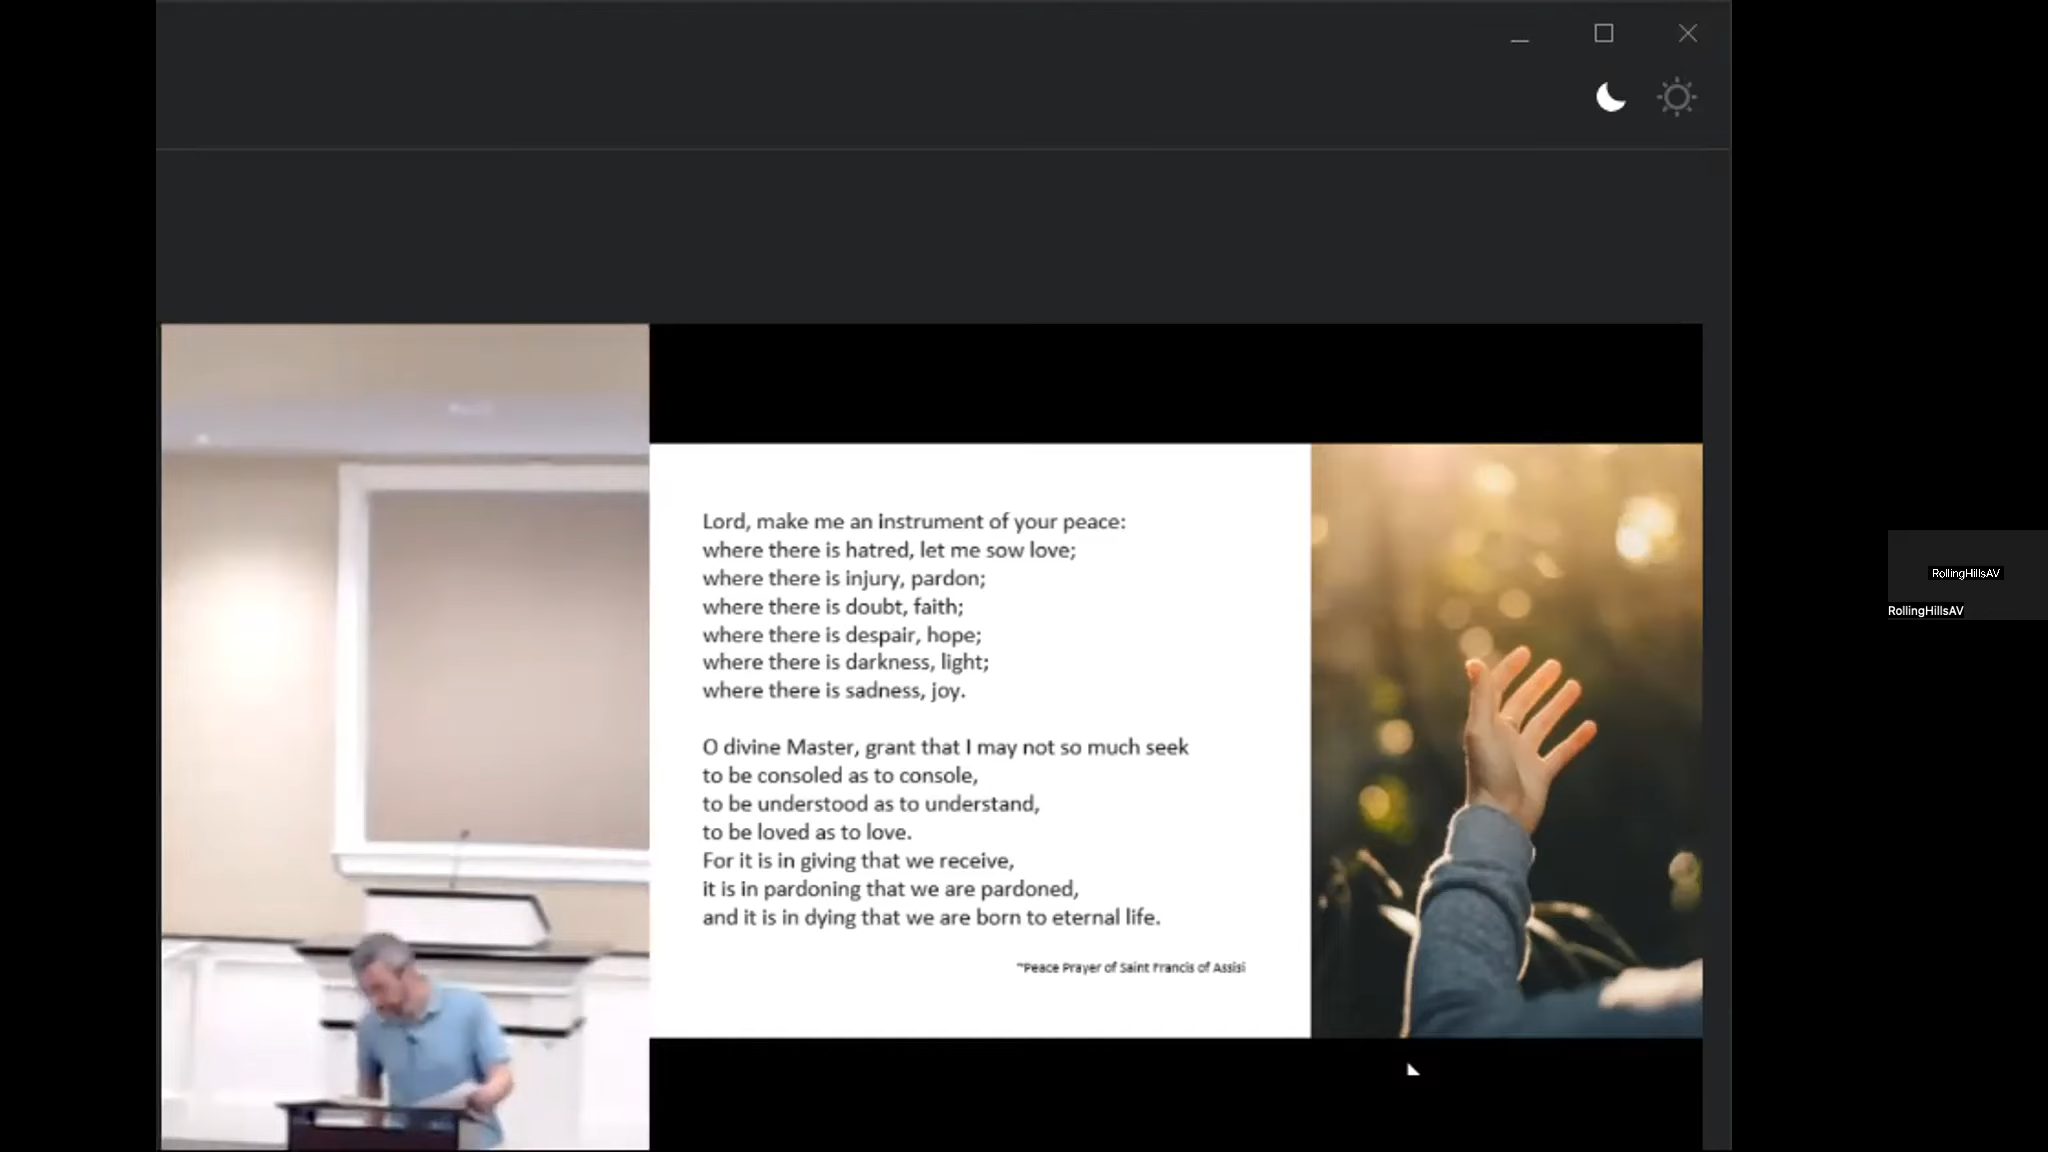 Lord, make me an instrument of your peace:
where there is hatred, let me sow love;
where there is injury, pardon;
where there is doubt, faith;
where there is despair, hope;
where there is darkness, light;
where there is sadness, joy.
O divine Master, grant that I may not so much seek
to be consoled as to console,
to be understood as to understand,
to be loved as to love.
For it is in giving that we receive,
it is in pardoning that we are pardoned,
and it is in dying that we are born to eternal life.
~Peace Prayer of Saint Francis of Assisi
RollingHillsAV
RollingHillsAV